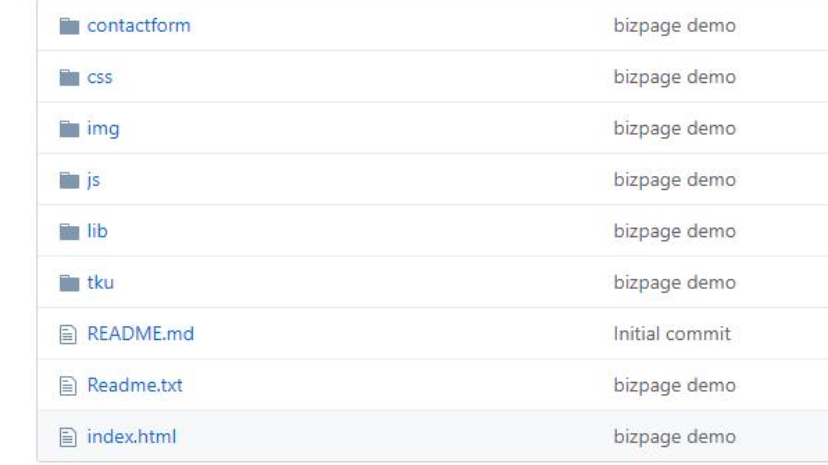 contactform bizpage demo
css bizpage demo
img bizpage demo
js bizpage demo
lib bizpage demo
tku bizpage demo
README.md Initial commit
Readme.txt bizpage demo
index.html bizpage demo